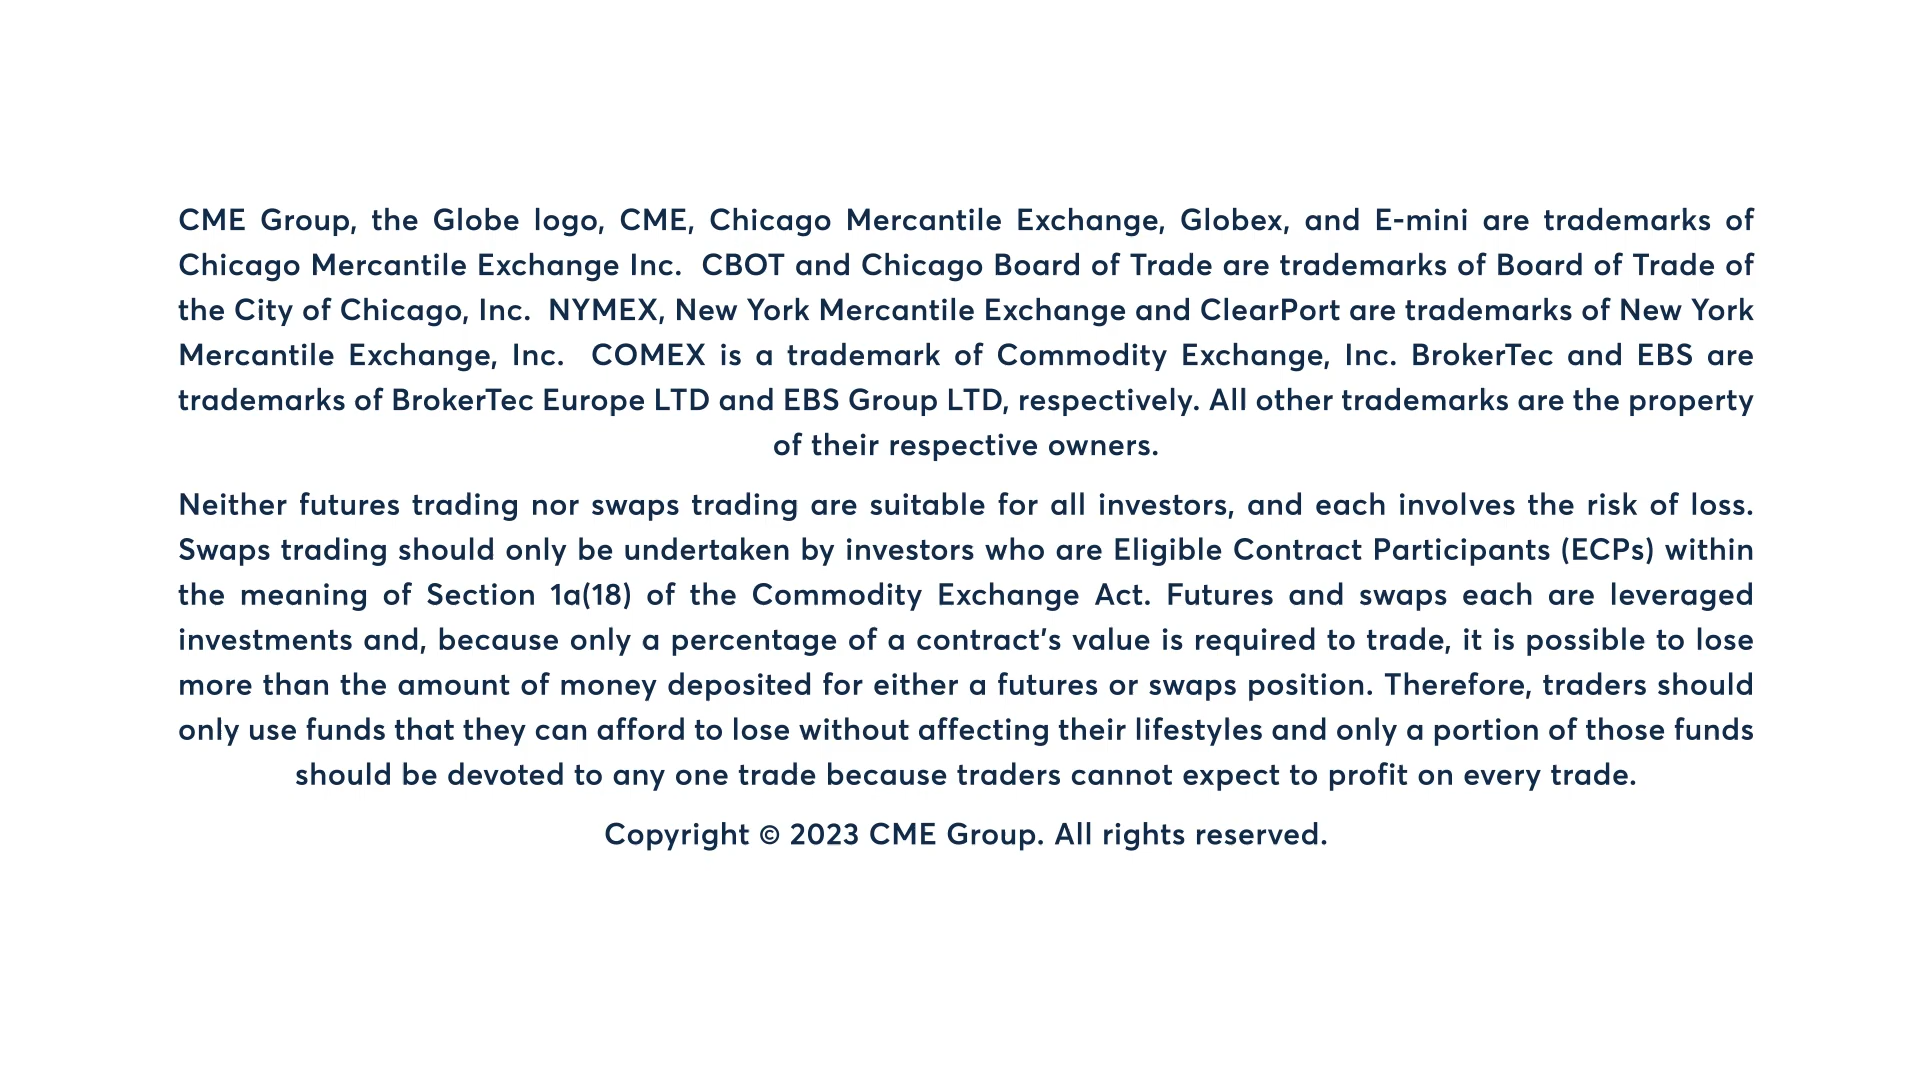 CME Group, the Globe logo, CME, Chicago Mercantile Exchange, Globex, and E-mini are trademarks of
Chicago Mercantile Exchange Inc.  CBOT and Chicago Board of Trade are trademarks of Board of Trade of
the City of Chicago, Inc.  NYMEX, New York Mercantile Exchange and ClearPort are trademarks of New York
Mercantile Exchange, Inc.  COMEX is a trademark of Commodity Exchange, Inc. BrokerTec and EBS are
trademarks of BrokerTec Europe LTD and EBS Group LTD, respectively. All other trademarks are the property
of their respective owners.
Neither futures trading nor swaps trading are suitable for all investors, and each involves the risk of loss.
Swaps trading should only be undertaken by investors who are Eligible Contract Participants (ECPs) within
the meaning of Section 1a(18) of the Commodity Exchange Act. Futures and swaps each are leveraged
investments and, because only a percentage of a contract's value is required to trade, it is possible to lose
more than the amount of money deposited for either a futures or swaps position. Therefore, traders should
only use funds that they can afford to lose without affecting their lifestyles and only a portion of those funds
should be devoted to any one trade because traders cannot expect to profit on every trade.
Copyright © 2023 CME Group. All rights reserved.